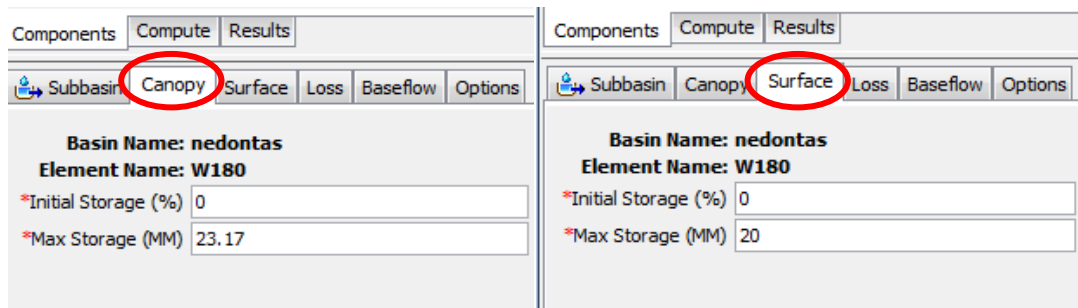 Components Compute Results
Subbasin Canopy Surface Loss Baseflow Options
Basin Name: nedontas
Element Name: W180
*Initial Storage (%) 0
*Max Storage (MM) 23.17
Components Compute Results
Subbasin Canopy Surface Loss Baseflow Options
Basin Name: nedontas
Element Name: W180
*Initial Storage (%) 0
*Max Storage (MM) 20